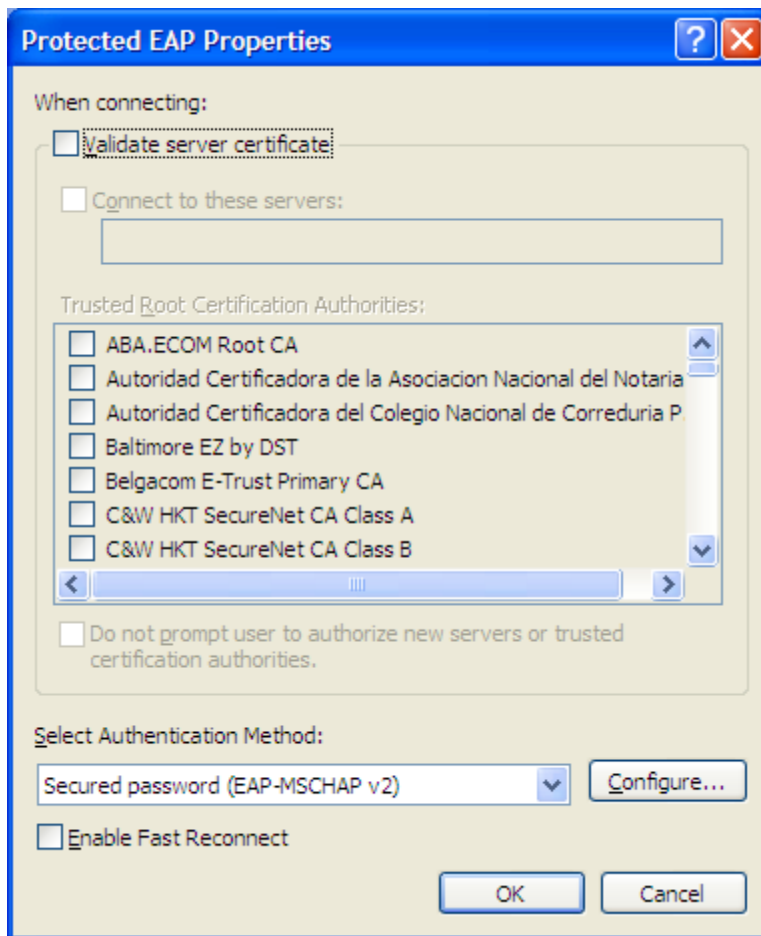 Protected EAP Properties
When connecting:
Validate server certificate
Connect to these servers:
Trusted Root Certification Authorities:
ABA.ECOM Root CA
Autoridad Certificadora de la Asociacion Nacional del Notaria
Autoridad Certificadora del Colegio Nacional de Correduria P
Baltimore EZ by DST
Belgacom E-Trust Primary CA
C&W HKT SecureNet CA Class A
C&W HKT SecureNet CA Class B
Do not prompt user to authorize new servers or trusted
certification authorities.
Select Authentication Method:
Secured password (EAP-MSCHAP v2)
Configure...
Enable Fast Reconnect
OK Cancel